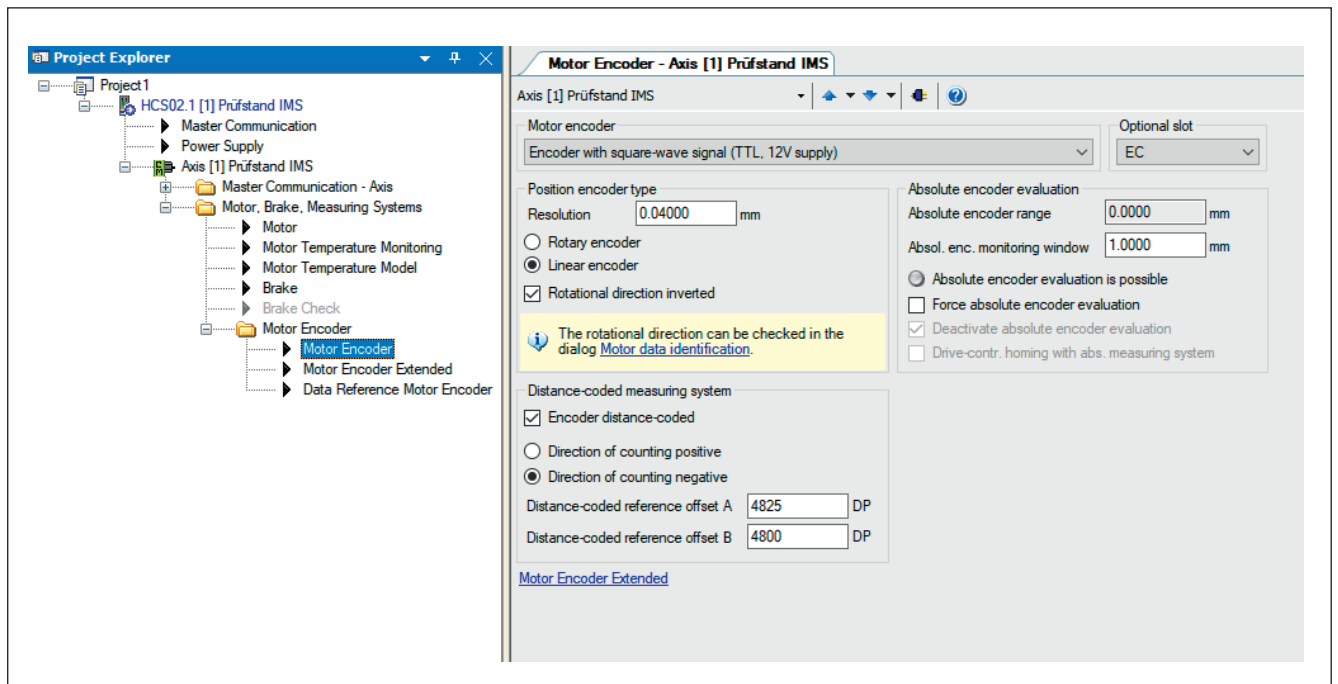 Project Explorer
Project1
HCS02.1 [1] Prüfstand IMS
Master Communication
Power Supply
Axis [1] Prüfstand IMS
Master Communication - Axis
Motor, Brake, Measuring Systems
Motor
Motor Temperature Monitoring
Motor Temperature Model
Brake
Brake Check
Motor Encoder
Motor Encoder
Motor Encoder Extended
Data Reference Motor Encoder
Motor Encoder - Axis [1] Prüfstand IMS
Axis [1] Prüfstand IMS
Motor encoder
Encoder with square-wave signal (TTL, 12V supply)
Optional slot
EC
Position encoder type
Resolution 0.04000 mm
Rotary encoder
Linear encoder
Rotational direction inverted
The rotational direction can be checked in the
dialog Motor data identification.
Absolute encoder evaluation
Absolute encoder range 0.0000 mm
Absol. enc. monitoring window 1.0000 mm
Absolute encoder evaluation is possible
Force absolute encoder evaluation
Deactivate absolute encoder evaluation
Drive-contr. homing with abs. measuring system
Distance-coded measuring system
Encoder distance-coded
Direction of counting positive
Direction of counting negative
Distance-coded reference offset A 4825 DP
Distance-coded reference offset B 4800 DP
Motor Encoder Extended